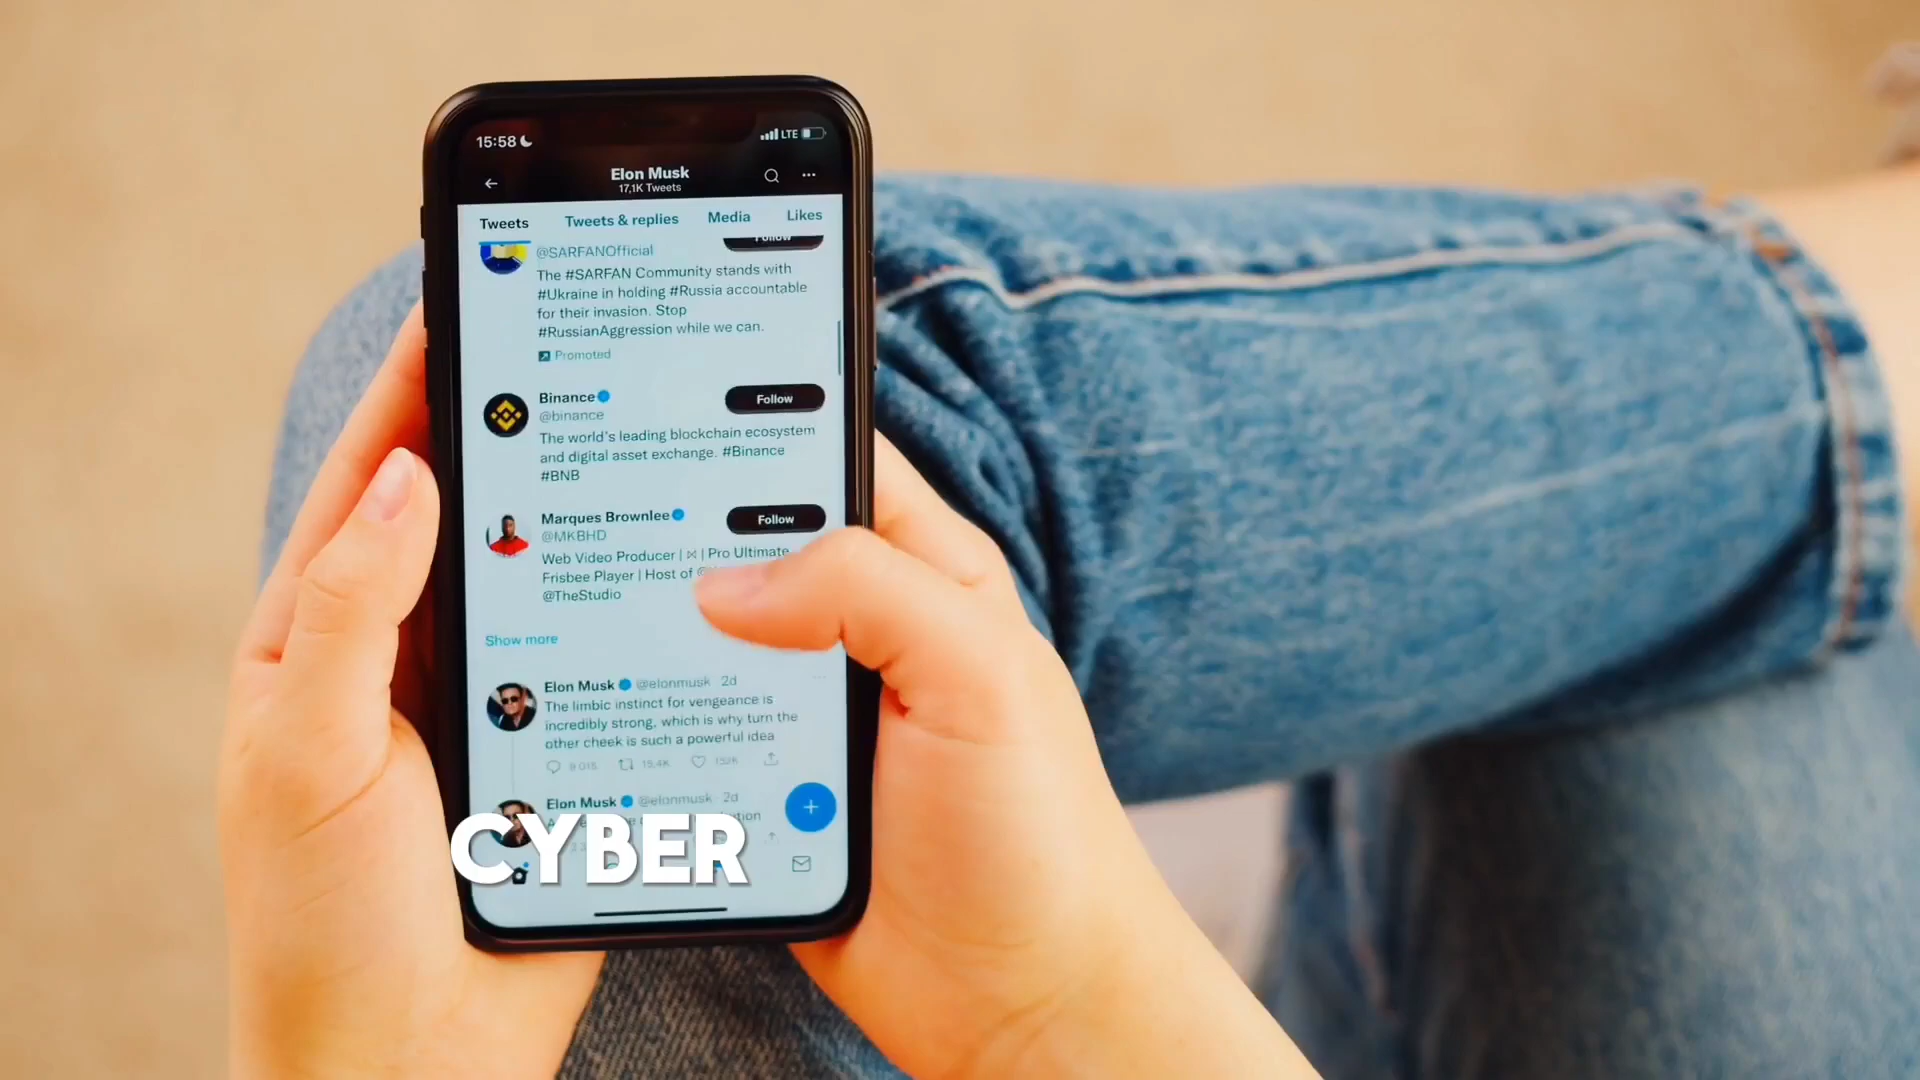 15:58
LTE
Elon Musk
17,1K Tweets
Tweets
Tweets & replies
Media
Likes
@SARFANOfficial
Follow
The #SARFAN Community stands with
#Ukraine in holding #Russia accountable
for their invasion. Stop
#RussianAggression while we can.
Promoted
Binance
Follow
@binance
The world's leading blockchain ecosystem
and digital asset exchange. #Binance
#BNB
Marques Brownlee
Follow
@MKBHD
Web Video Producer | ⋈ | Pro Ultimate
Frisbee Player | Host of
@TheStudio
Show more
Elon Musk @elonmusk 2d
The limbic instinct for vengeance is
incredibly strong, which is why turn the
other cheek is such a powerful idea
15,4K
Elon Musk @elonmusk 2d
CYBER